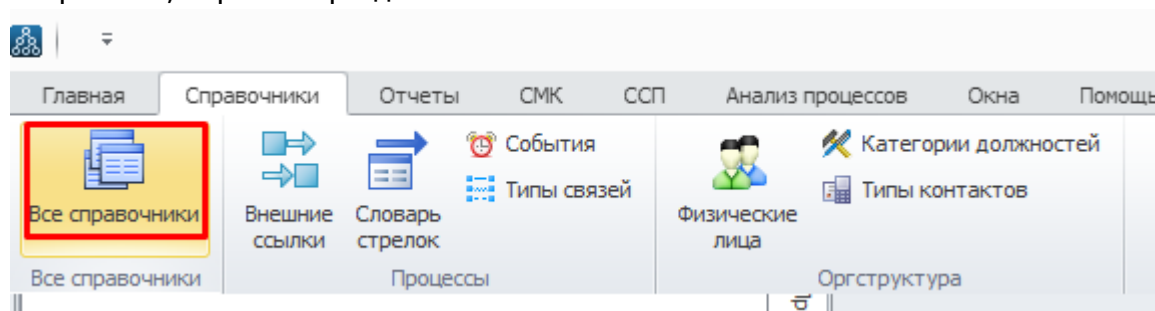 Главная Справочники Отчеты СМК ССП Анализ процессов Окна Помощь
События Категории должностей
Типы связей Типы контактов
Все справочники Внешние ссылки Словарь стрелок Физические лица
Все справочники Процессы Оргструктура